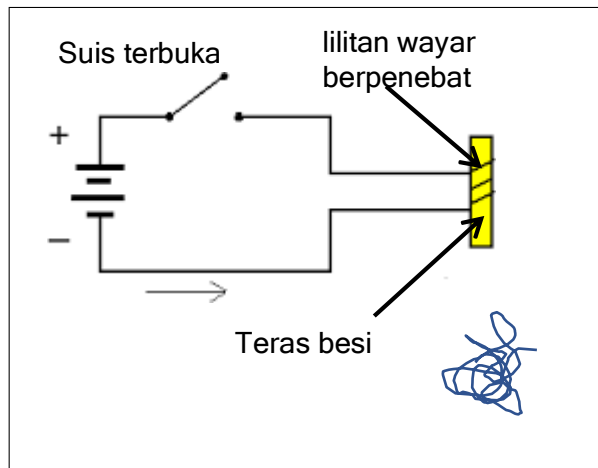 Suis terbuka
lilitan wayar
berpenebat
+
–
Teras besi